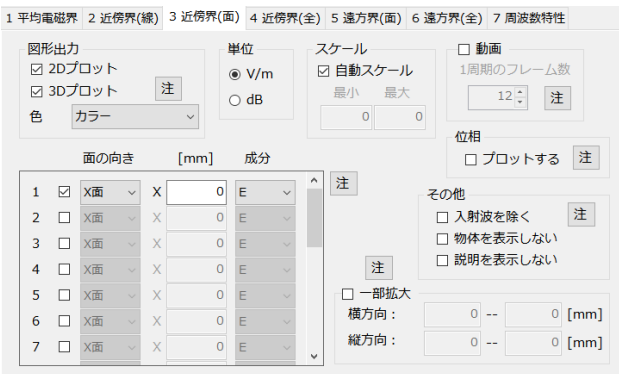 1 平均電磁界 2 近傍界(線) 3 近傍界(面) 4 近傍界(全) 5 遠方界(面) 6 遠方界(全) 7 周波数特性
図形出力
2Dプロット
3Dプロット
注
色 カラー
単位
V/m
dB
スケール
自動スケール
最小 最大
0 0
動画
1周期のフレーム数
12 注
位相
プロットする 注
面の向き [mm] 成分
注
1 X面 X 0 E
2 X面 X 0 E
3 X面 X 0 E
4 X面 X 0 E
5 X面 X 0 E
6 X面 X 0 E
7 X面 X 0 E
その他
入射波を除く 注
物体を表示しない
説明を表示しない
注
一部拡大
横方向: 0 -- 0 [mm]
縦方向: 0 -- 0 [mm]